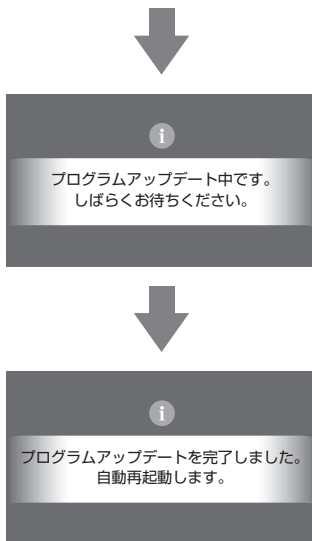 i
プログラムアップデート中です。
しばらくお待ちください。
i
プログラムアップデートを完了しました。
自動再起動します。